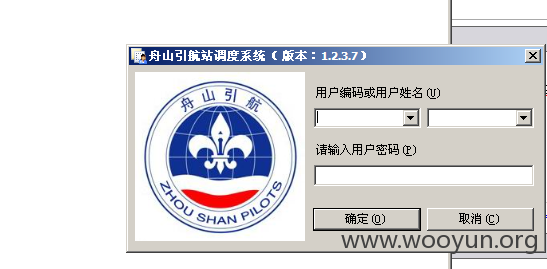 舟山引航站调度系统（版本：1.2.3.7）
舟山引航
ZHOU SHAN PILOTS
用户编码或用户姓名(U)
请输入用户密码(P)
确定(O)
取消(C)
www.wooyun.org